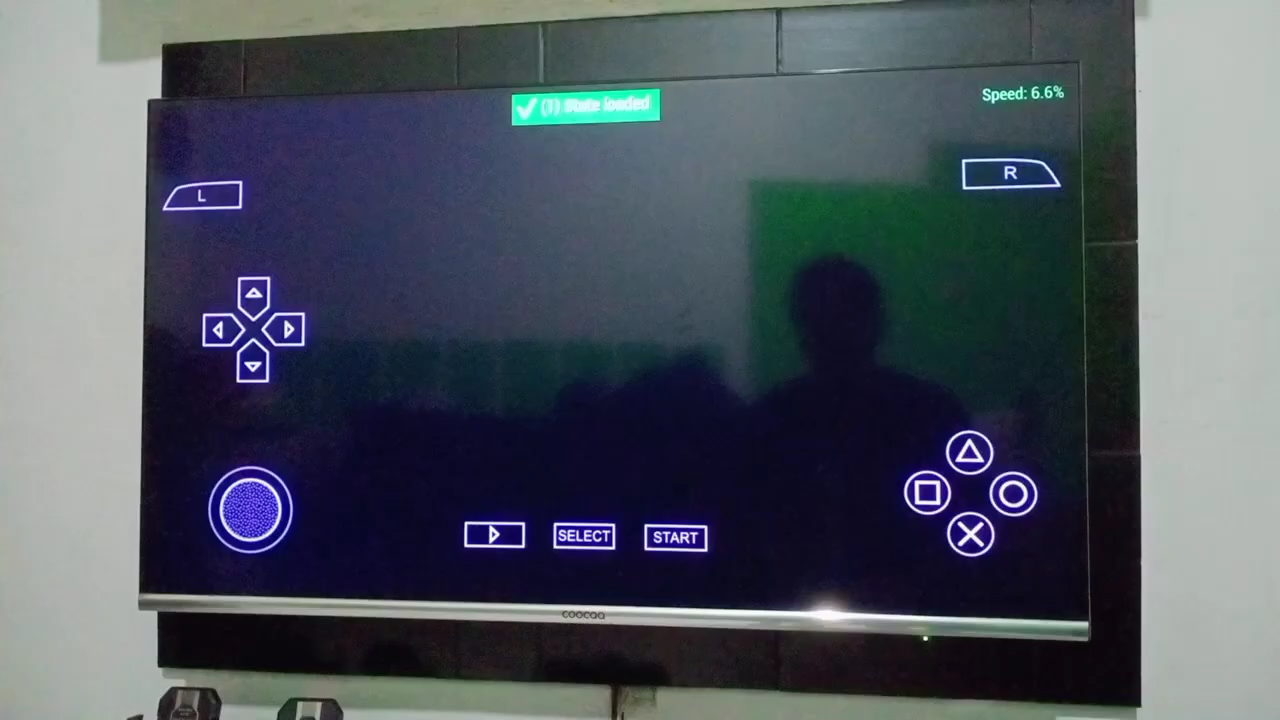 (1) State loaded
Speed: 6.6%
L
R
SELECT
START
coocaa